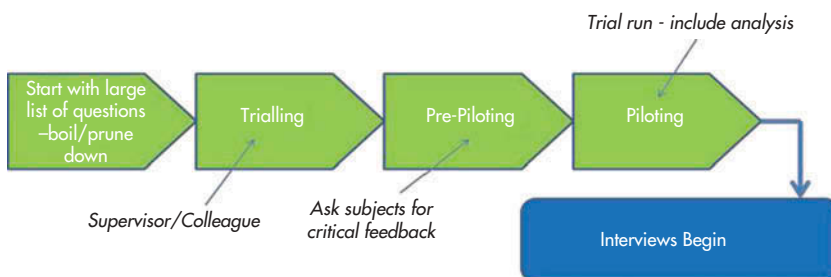 Trial run - include analysis
Start with large
list of questions
–boil/prune
down
Trialling
Pre-Piloting
Piloting
Supervisor/Colleague
Ask subjects for
critical feedback
Interviews Begin